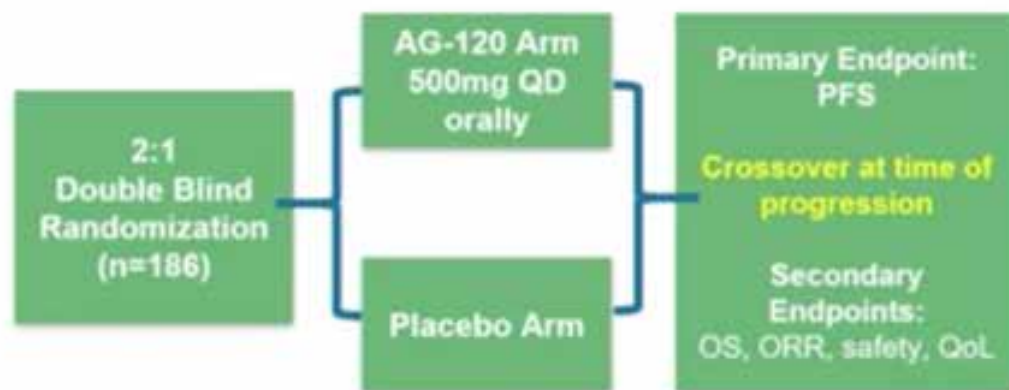 2:1
Double Blind
Randomization
(n=186)
AG-120 Arm
500mg QD
orally
Placebo Arm
Primary Endpoint:
PFS
Crossover at time of
progression
Secondary
Endpoints:
OS, ORR, safety, QoL